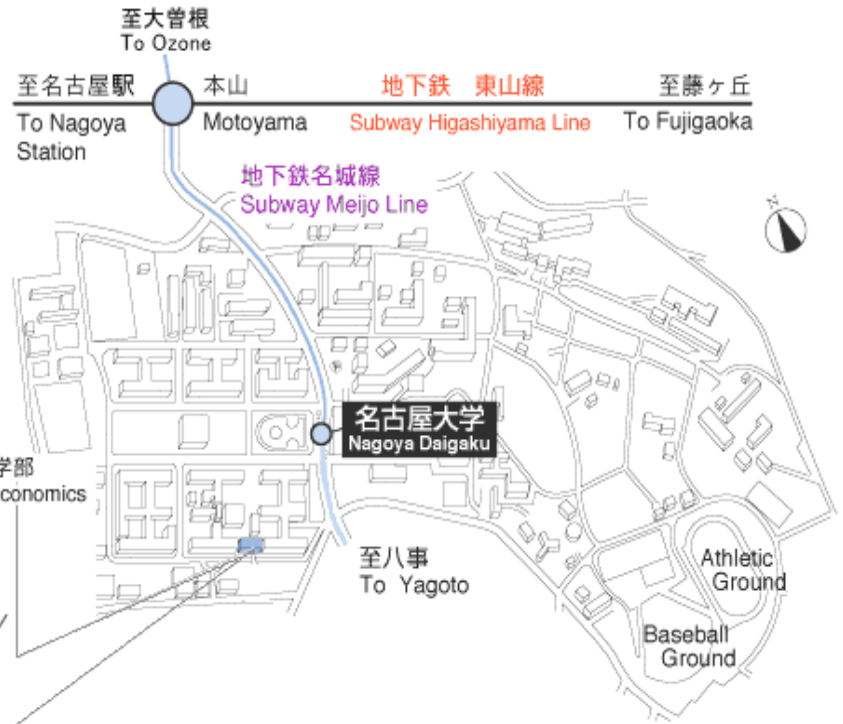 至大曽根
To Ozone
至名古屋駅
To Nagoya
Station
本山
Motoyama
地下鉄 東山線
Subway Higashiyama Line
至藤ヶ丘
To Fujigaoka
地下鉄名城線
Subway Meijo Line
N
名古屋大学
Nagoya Daigaku
学部
conomics
至八事
To Yagoto
Athletic
Ground
Baseball
Ground